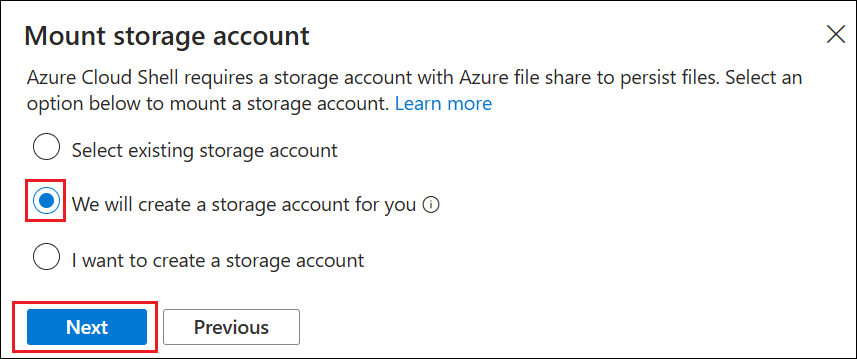 Mount storage account
Azure Cloud Shell requires a storage account with Azure file share to persist files. Select an
option below to mount a storage account. Learn more
Select existing storage account
We will create a storage account for you
I want to create a storage account
Next
Previous